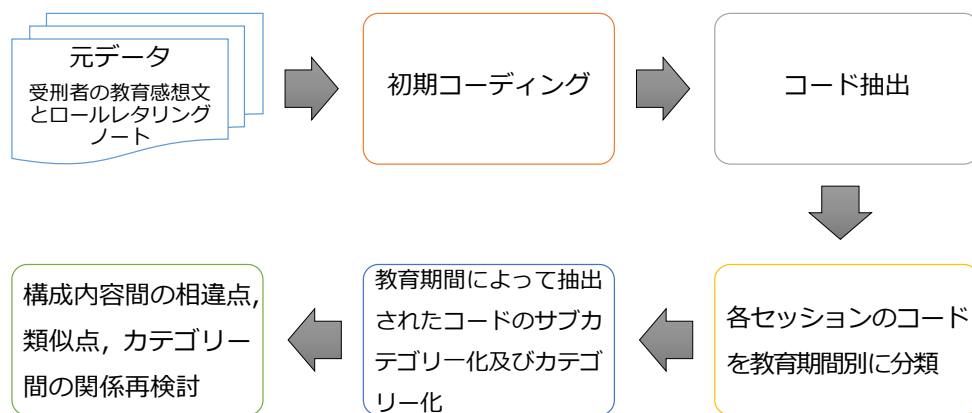 元データ
受刑者の教育感想文
とロールレタリング
ノート
初期コーディング
コード抽出
各セッションのコード
を教育期間別に分類
教育期間によって抽出
されたコードのサブカ
テゴリー化及びカテゴ
リー化
構成内容間の相違点,
類似点, カテゴリー
間の関係再検討